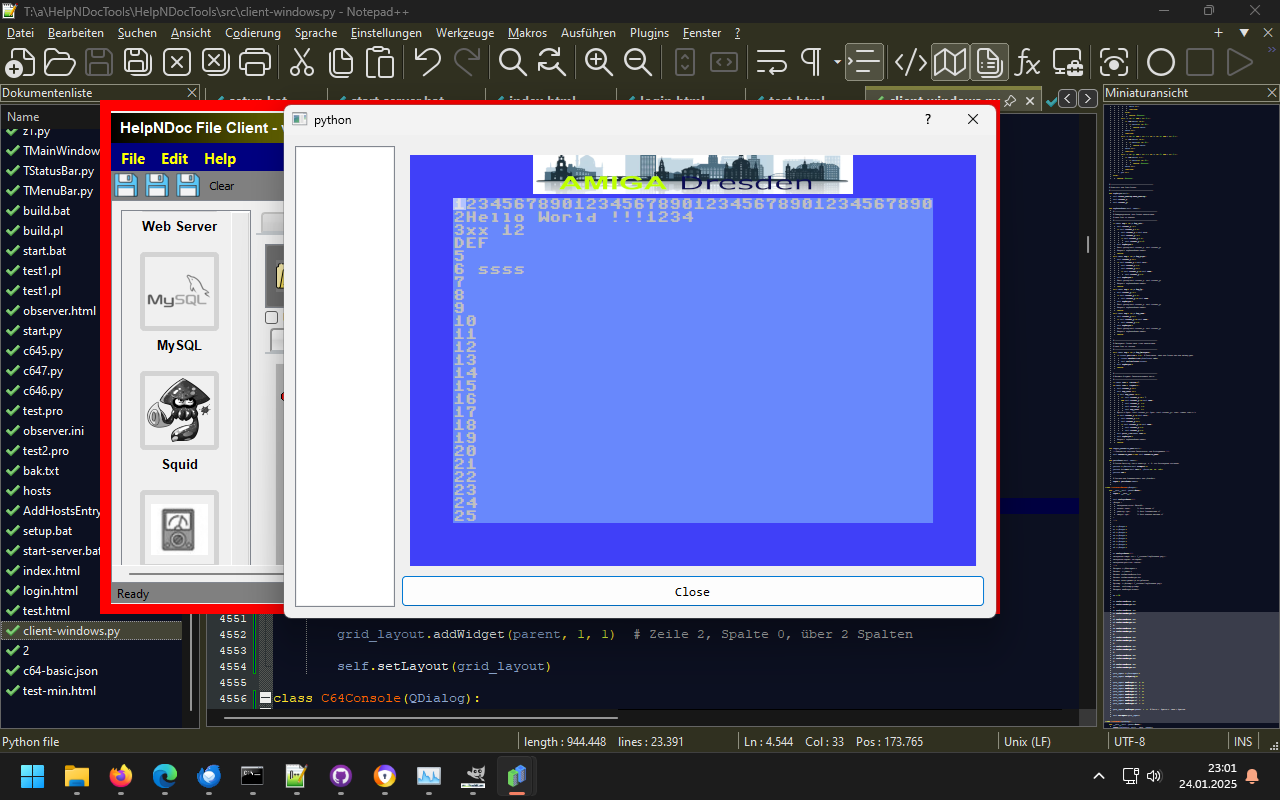 T:\a\HelpNDocTools\HelpNDocTools\src\client-windows.py - Notepad++
Datei Bearbeiten Suchen Ansicht Codierung Sprache Einstellungen Werkzeuge Makros Ausführen Plugins Fenster ?
Dokumentenliste
Name
z1.py
TMainWindow
TStatusBar.py
TMenuBar.py
build.bat
build.pl
start.bat
test1.pl
test1.pl
observer.html
start.py
c645.py
c647.py
c646.py
test.pro
observer.ini
test2.pro
bak.txt
hosts
AddHostsEntry
setup.bat
start-server.bat
index.html
login.html
test.html
client-windows.py
2
c64-basic.json
test-min.html
setup.bat start-server.bat index.html login.html test.html client-windows.py
Miniaturansicht
HelpNDoc File Client -
File Edit Help
Clear
Web Server
MySQL
MySQL
Squid
Ready
python
?
AMIGA Dresden
1234567890123456789012345678901234567890
2Hello World !!!1234
3xx 12
DEF
5
6 ssss
7
8
9
10
11
12
13
14
15
16
17
18
19
20
21
22
23
24
25
Close
4551
4552 grid_layout.addWidget(parent, 1, 1) # Zeile 2, Spalte 0, über 2 Spalten
4553
4554 self.setLayout(grid_layout)
4555
4556 class C64Console(QDialog):
Python file length : 944.448 lines : 23.391 Ln : 4.544 Col : 33 Pos : 173.765 Unix (LF) UTF-8 INS
23:01
24.01.2025